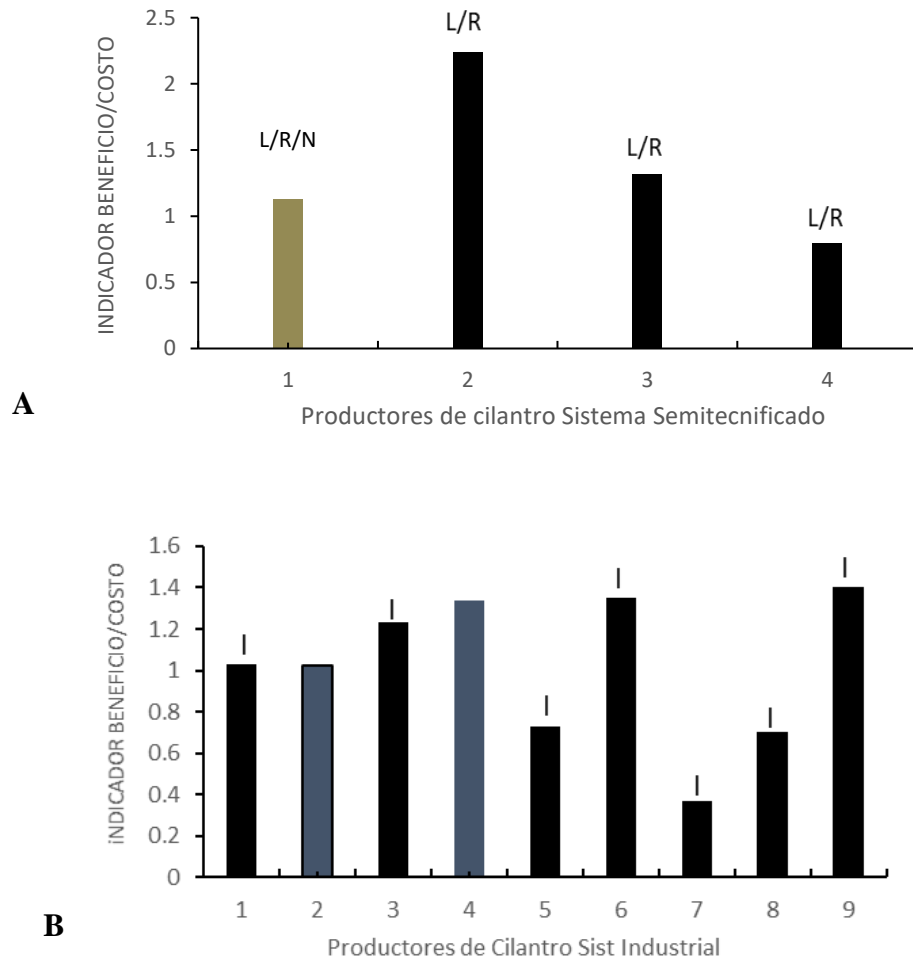 INDICADOR BENEFICIO/COSTO
2.5
2
1.5
1
0.5
0
L/R/N
L/R
L/R
L/R
1 2 3 4
Productores de cilantro Sistema Semitecnificado
A
iNDICADOR BENEFICIO/COSTO
1.6
1.4
1.2
1
0.8
0.6
0.4
0.2
0
I
I
I
I
I
I
I
1 2 3 4 5 6 7 8 9
Productores de Cilantro Sist Industrial
B